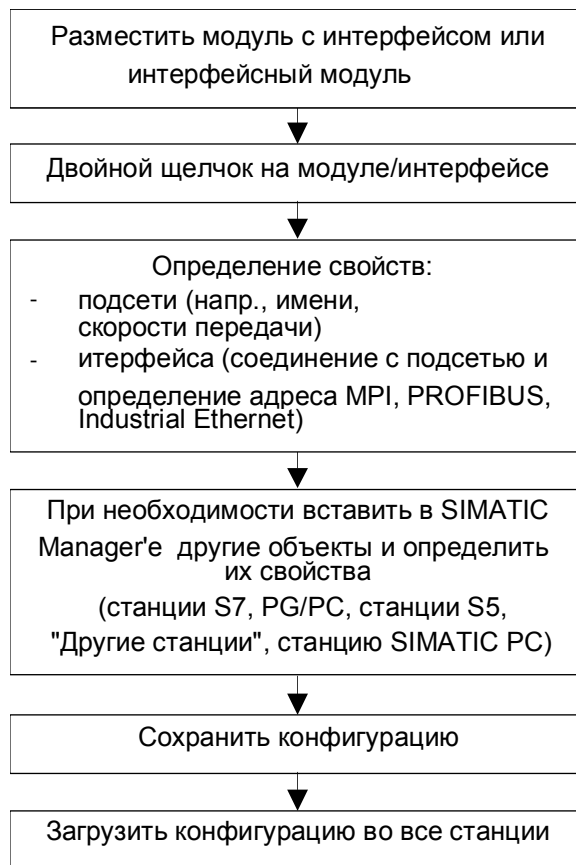 Разместить модуль с интерфейсом или
интерфейсный модуль
Двойной щелчок на модуле/интерфейсе
Определение свойств:
- подсети (напр., имени,
скорости передачи)
- итерфейса (соединение с подсетью и
определение адреса MPI, PROFIBUS,
Industrial Ethernet)
При необходимости вставить в SIMATIC
Manager'e другие объекты и определить
их свойства
(станции S7, PG/PC, станции S5,
"Другие станции", станцию SIMATIC PC)
Сохранить конфигурацию
Загрузить конфигурацию во все станции